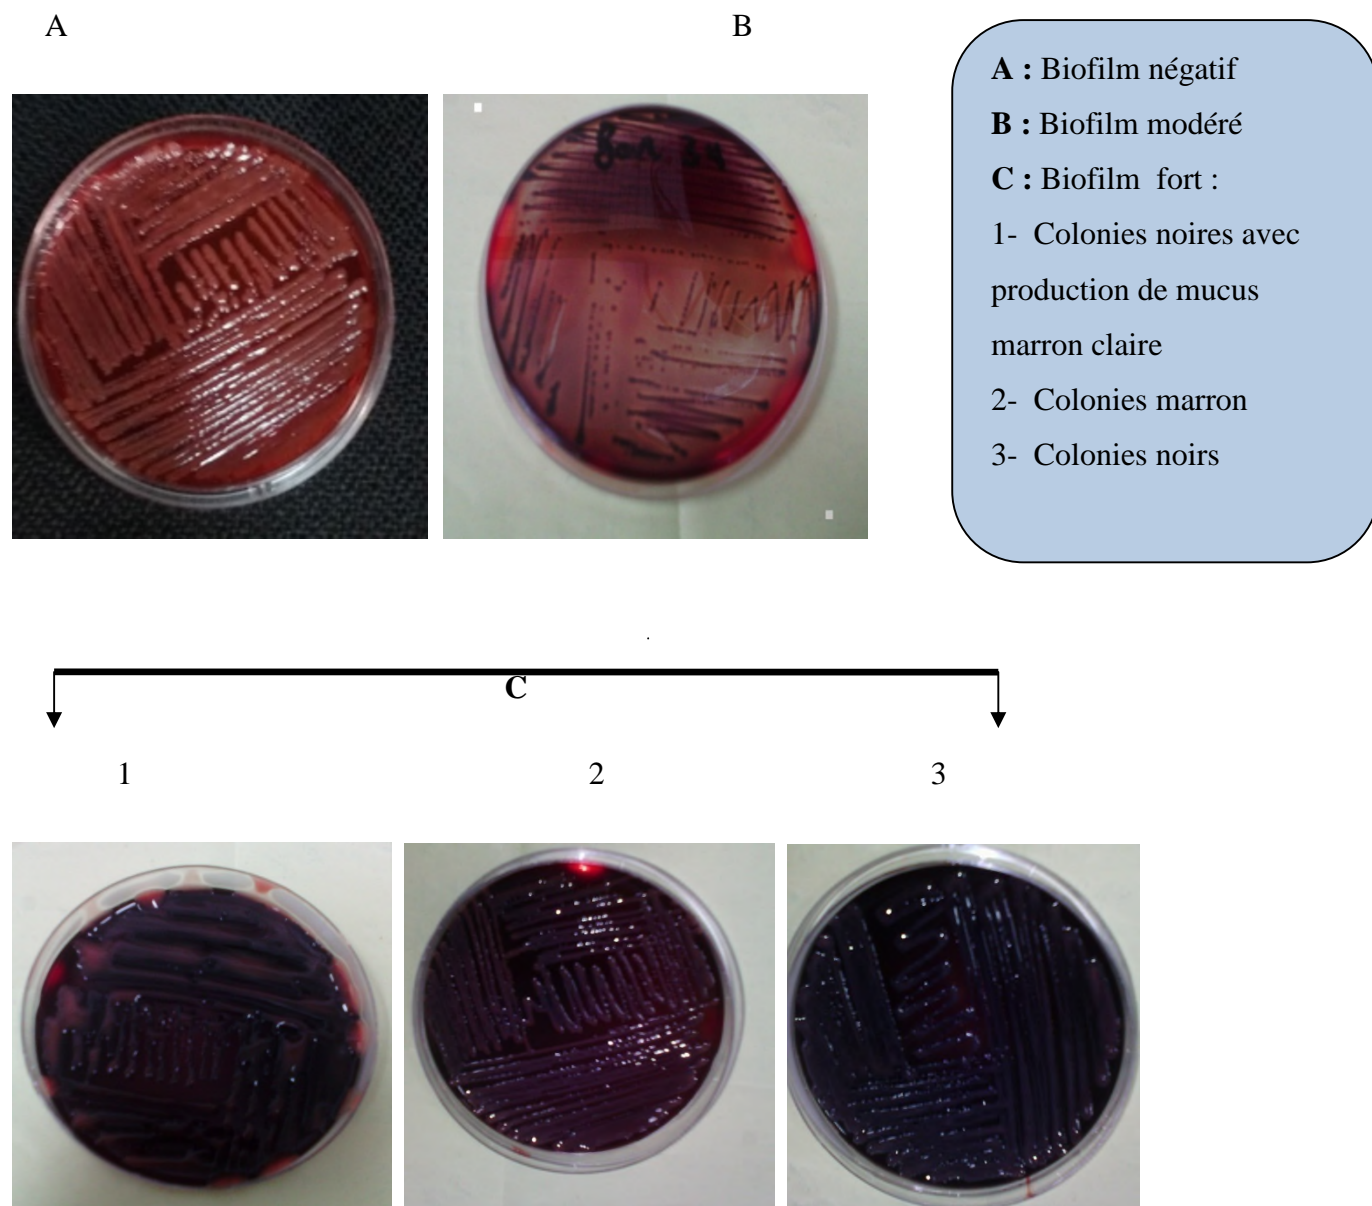 A
B
A : Biofilm négatif
B : Biofilm modéré
C : Biofilm fort :
1- Colonies noires avec
production de mucus
marron claire
2- Colonies marron
3- Colonies noirs
C
1
2
3